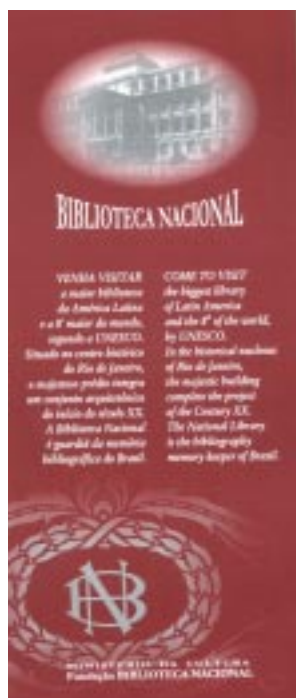 BIBLIOTECA NACIONAL
VENHA VISITAR
a maior biblioteca
da América Latina
e a 8ª maior do mundo,
segundo a UNESCO.
Situado no centro histórico
do Rio de Janeiro,
o majestoso prédio integra
um conjunto arquitetônico
do início do século XX.
A Biblioteca Nacional
é guardiã da memória
bibliográfica do Brasil.
COME TO VISIT
the biggest library
of Latin America
and the 8th of the world,
by UNESCO.
In the historical nucleus
of Rio de Janeiro,
the majestic building
completes the project
of the Century XX.
The National Library
is the bibliography
memory keeper of Brazil.
BN
MINISTÉRIO DA CULTURA
Fundação BIBLIOTECA NACIONAL